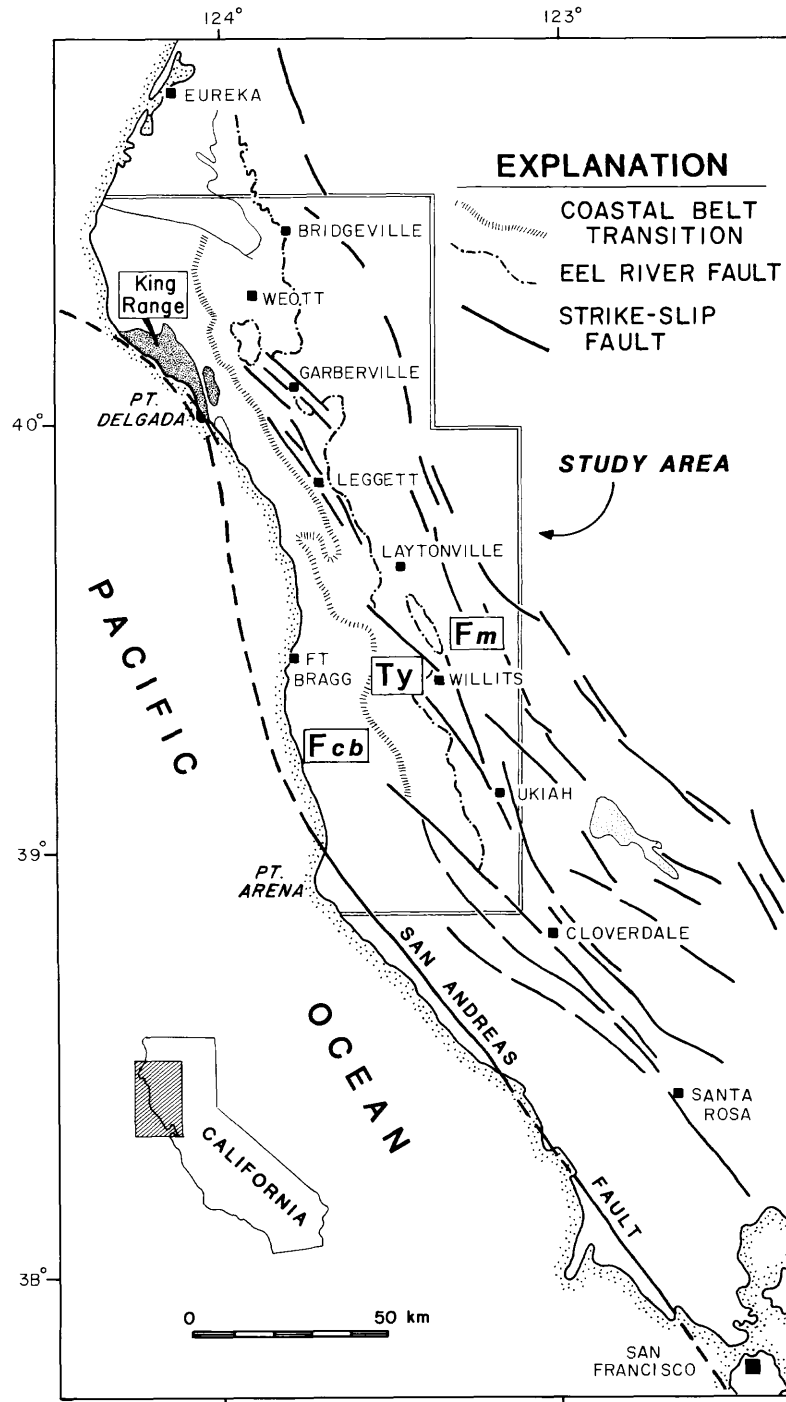 124°
123°
EUREKA
EXPLANATION
COASTAL BELT
TRANSITION
EEL RIVER FAULT
STRIKE-SLIP
FAULT
BRIDGEVILLE
King
Range
WEOTT
GARBERVILLE
PT.
DELGADA
40°
LEGGETT
STUDY AREA
LAYTONVILLE
PACIFIC
Fm
FT
BRAGG
Ty
WILLITS
Fcb
UKIAH
39°
PT.
ARENA
CLOVERDALE
SAN ANDREAS
OCEAN
SANTA
ROSA
CALIFORNIA
FAULT
38°
0
50 km
SAN
FRANCISCO